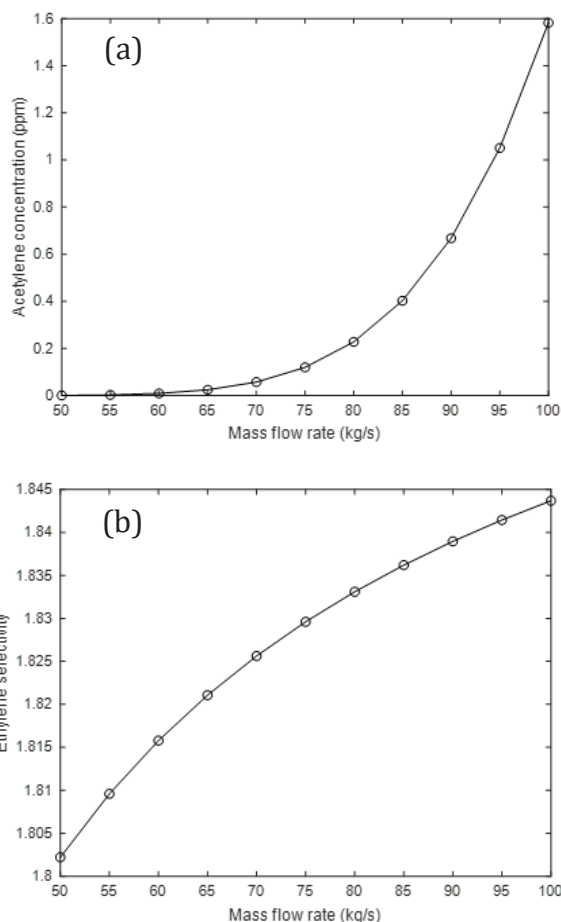 (a)
Acetylene concentration (ppm)
1.6
1.4
1.2
1
0.8
0.6
0.4
0.2
0
50 55 60 65 70 75 80 85 90 95 100
Mass flow rate (kg/s)
(b)
Ethylene selectivity
1.845
1.84
1.835
1.83
1.825
1.82
1.815
1.81
1.805
1.8
50 55 60 65 70 75 80 85 90 95 100
Mass flow rate (kg/s)